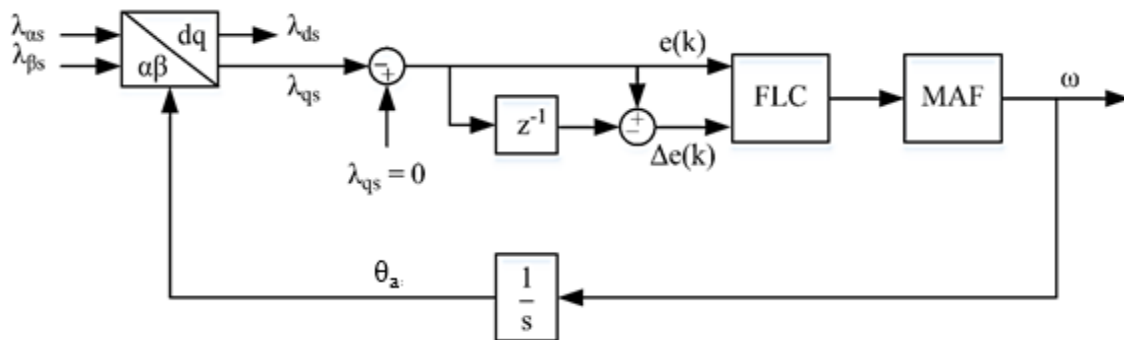 λαs
λβs
dq
αβ
λds
λqs
−
+
λqs = 0
e(k)
z-1
+
−
Δe(k)
FLC
MAF
ω
θa
1
s